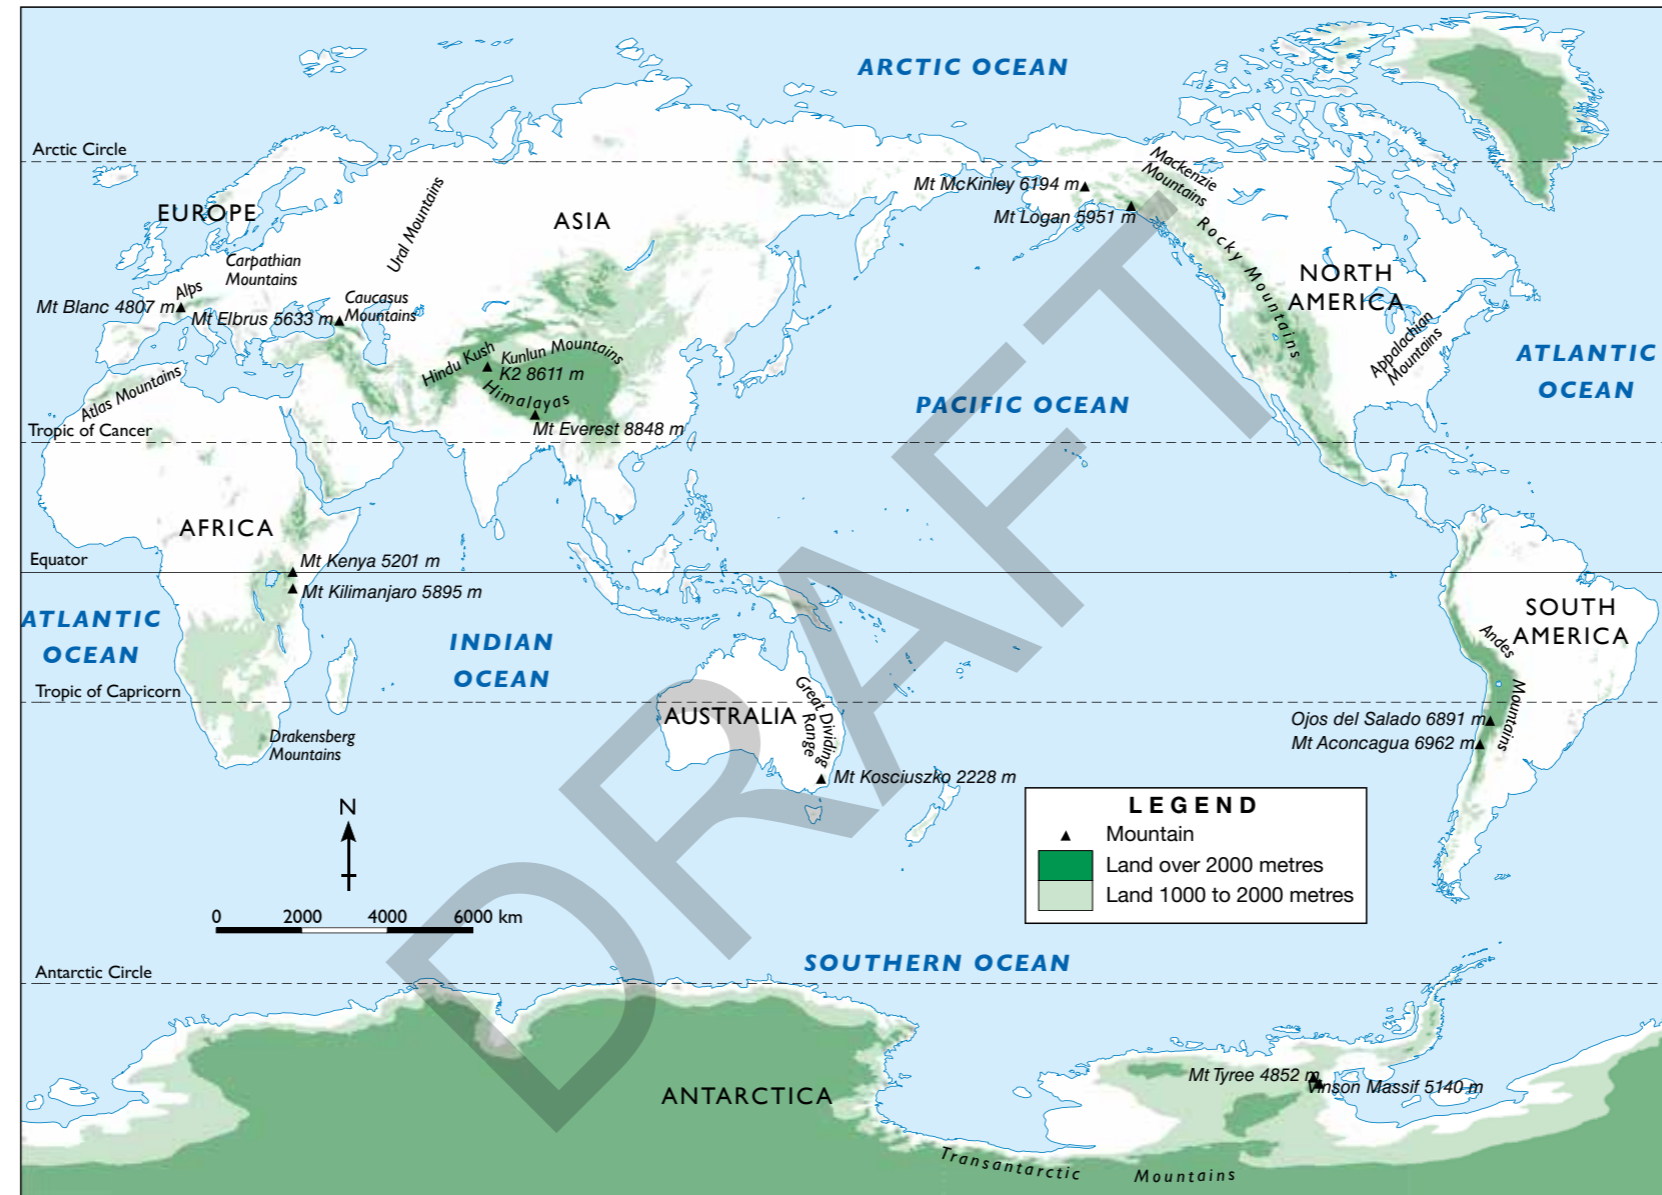 ARCTIC OCEAN
Arctic Circle
EUROPE
ASIA
Ural Mountains
Carpathian
Mountains
Alps
Mt Blanc 4807 m
Mt Elbrus 5633 m
Caucasus
Mountains
Hindu Kush
Kunlun Mountains
K2 8611 m
Himalayas
Mt Everest 8848 m
Atlas Mountains
Tropic of Cancer
Mt McKinley 6194 m
Mt Logan 5951 m
Mackenzie
Mountains
Rocky Mountains
NORTH
AMERICA
Appalachian
Mountains
ATLANTIC
OCEAN
PACIFIC OCEAN
AFRICA
Equator
Mt Kenya 5201 m
Mt Kilimanjaro 5895 m
ATLANTIC
OCEAN
INDIAN
OCEAN
SOUTH
AMERICA
Andes
Mountains
Tropic of Capricorn
AUSTRALIA
Great Dividing
Range
Drakensberg
Mountains
Mt Kosciuszko 2228 m
Ojos del Salado 6891 m
Mt Aconcagua 6962 m
N
0 2000 4000 6000 km
LEGEND
Mountain
Land over 2000 metres
Land 1000 to 2000 metres
DRAFT
Antarctic Circle
SOUTHERN OCEAN
ANTARCTICA
Mt Tyree 4852 m
Vinson Massif 5140 m
Transantarctic Mountains